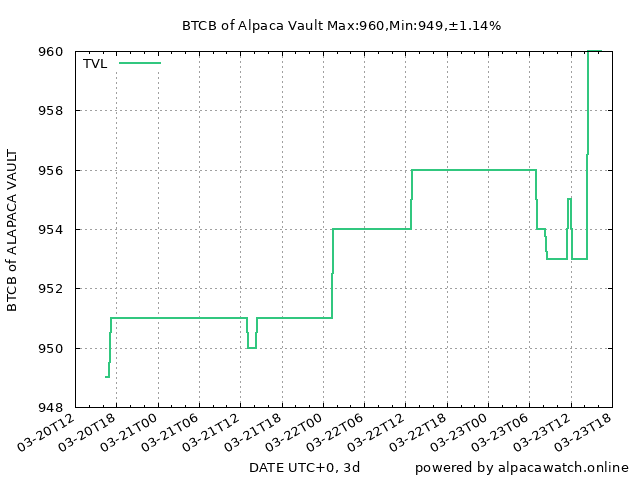 BTCB of Alpaca Vault Max:960,Min:949,±1.14%
TVL
960
958
956
954
952
950
948
BTCB of ALAPACA VAULT
03-20T12
03-20T18
03-21T00
03-21T06
03-21T12
03-21T18
03-22T00
03-22T06
03-22T12
03-22T18
03-23T00
03-23T06
03-23T12
03-23T18
DATE UTC+0, 3d
powered by alpacawatch.online